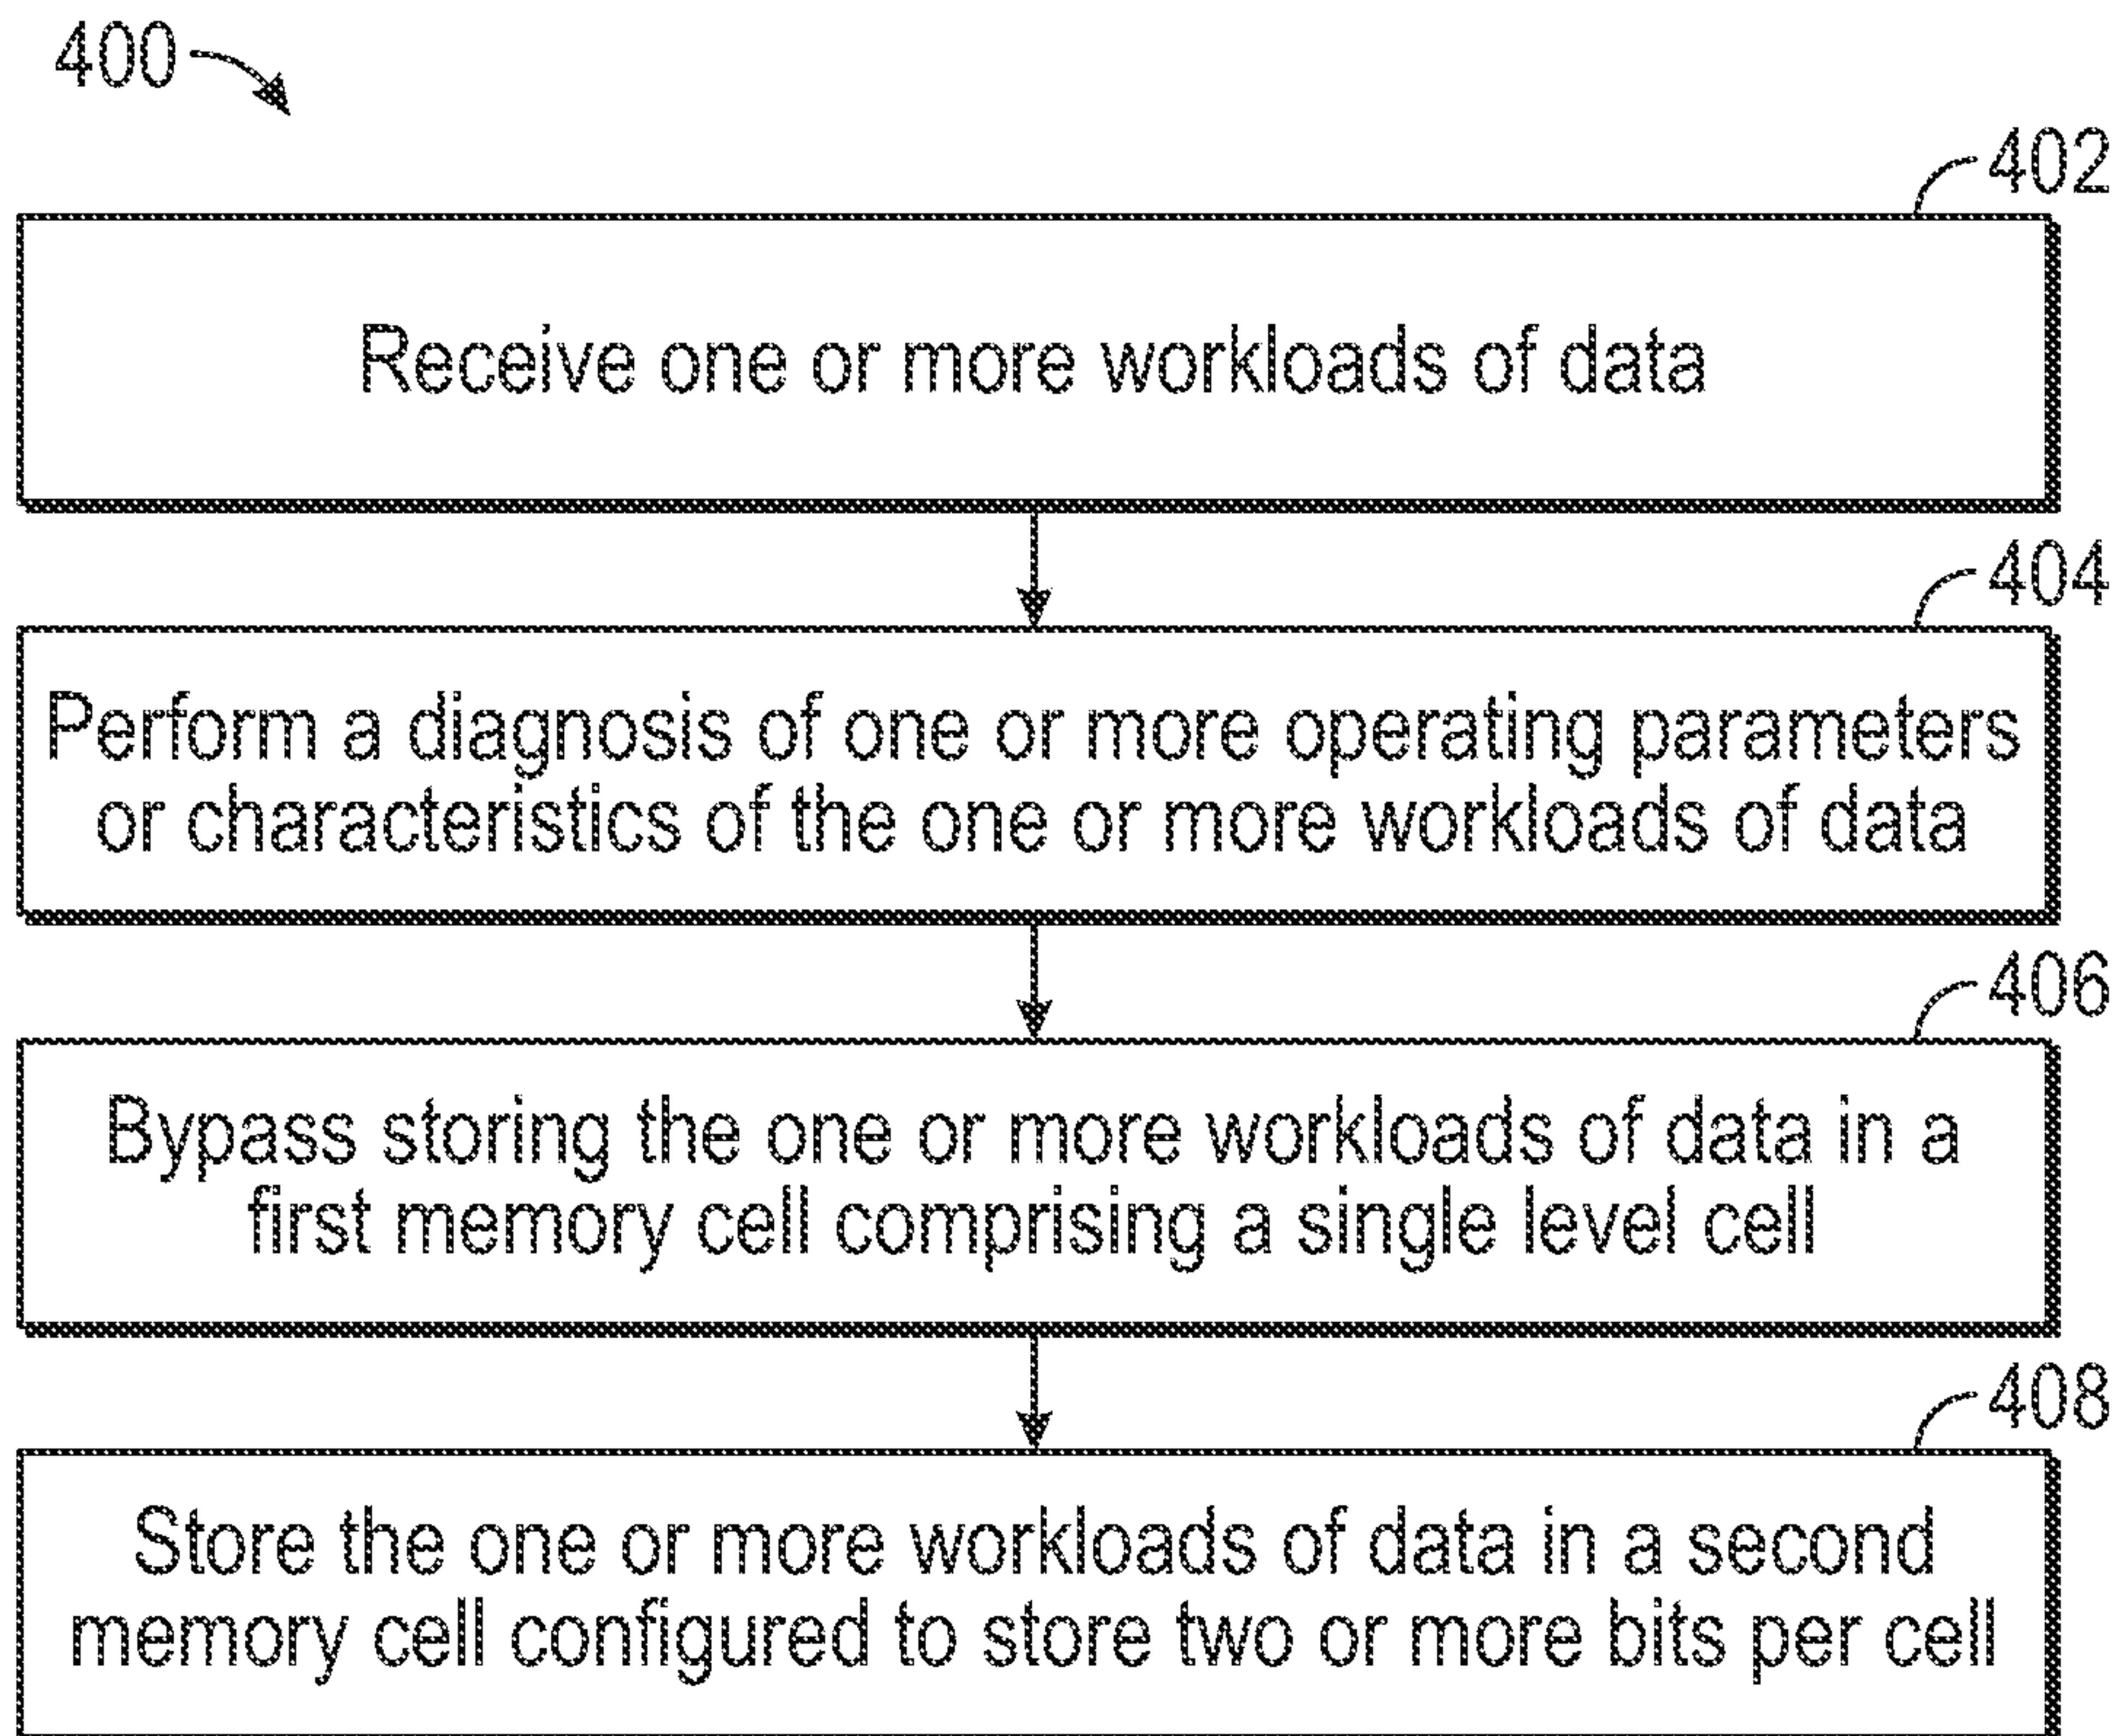 400
402
Receive one or more workloads of data
404
Perform a diagnosis of one or more operating parameters
or characteristics of the one or more workloads of data
406
Bypass storing the one or more workloads of data in a
first memory cell comprising a single level cell
408
Store the one or more workloads of data in a second
memory cell configured to store two or more bits per cell